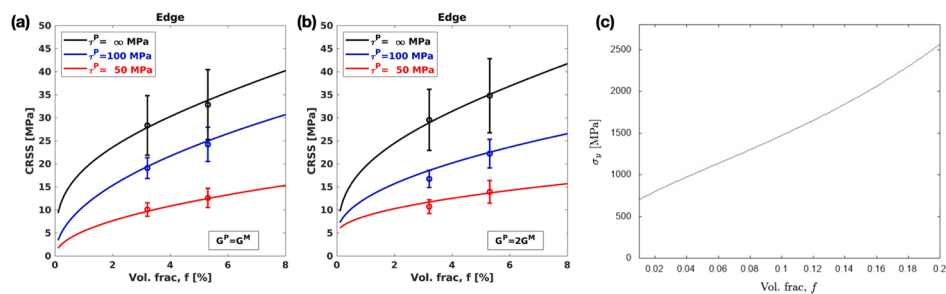 (a)
Edge
CRSS [MPa]
50
45
40
35
30
25
20
15
10
5
0
τᴾ= ∞ MPa
τᴾ=100 MPa
τᴾ= 50 MPa
Gᴾ=Gᴹ
0 2 4 6 8
Vol. frac, f [%]
(b)
Edge
CRSS [MPa]
50
45
40
35
30
25
20
15
10
5
0
τᴾ= ∞ MPa
τᴾ=100 MPa
τᴾ= 50 MPa
Gᴾ=2Gᴹ
0 2 4 6 8
Vol. frac, f [%]
(c)
σy [MPa]
2500
2000
1500
1000
500
0
0.02 0.04 0.06 0.08 0.1 0.12 0.14 0.16 0.18 0.2
Vol. frac, f